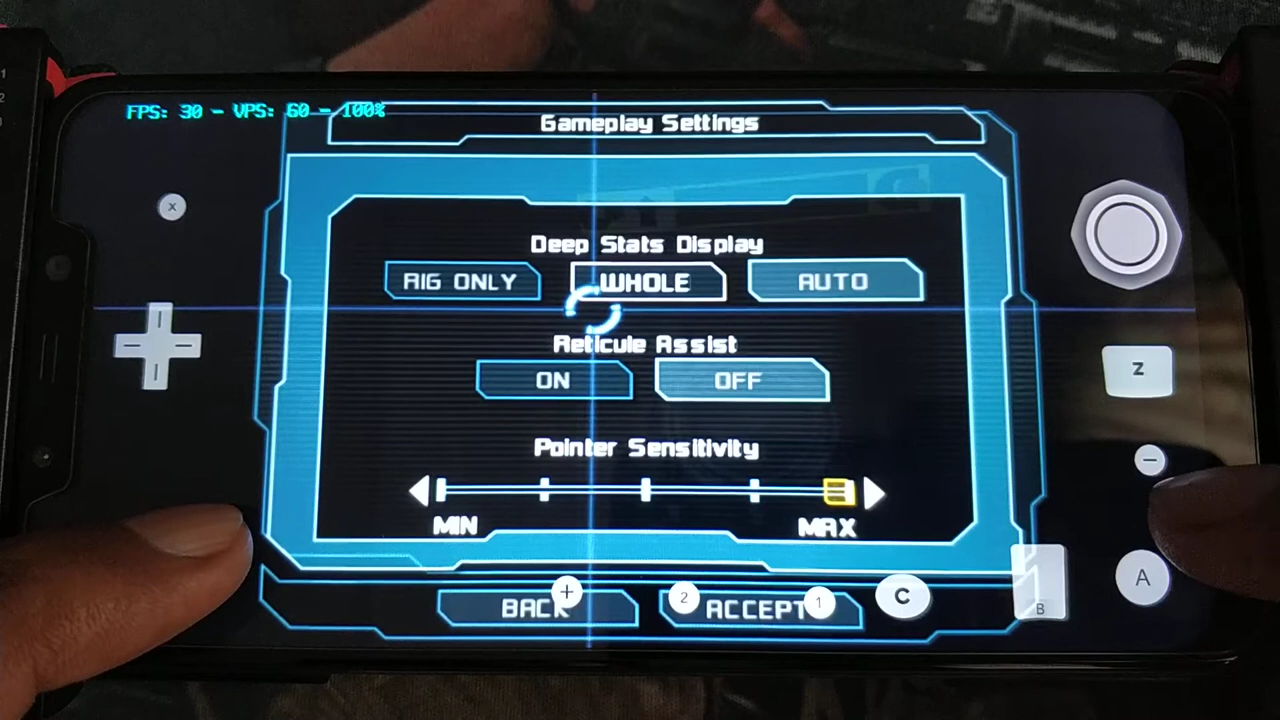 FPS: 30 - VPS: 60 - 100%
Gameplay Settings
X
Deep Stats Display
RIG ONLY WHOLE AUTO
Reticule Assist
ON OFF
Z
Pointer Sensitivity
MIN MAX
BACK + 2 ACCEPT 1 C B A